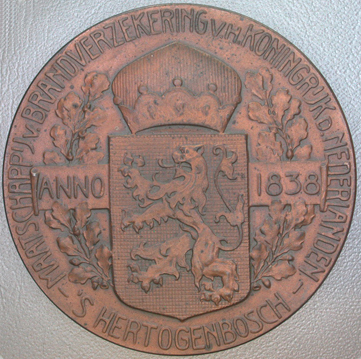 MAATSCHAPPIJ V. BRANDVERZEKERING V/H. KONINGRIJK D. NEDERLANDEN
ANNO 1838
'S HERTOGENBOSCH